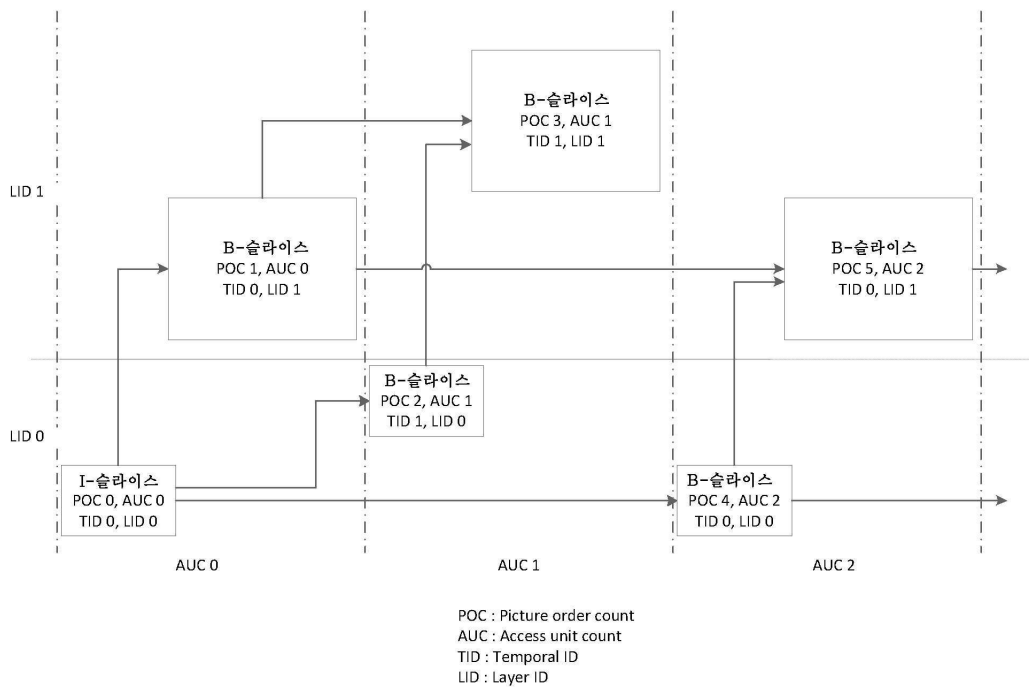 B-슬라이스
POC 3, AUC 1
TID 1, LID 1
LID 1
B-슬라이스
POC 1, AUC 0
TID 0, LID 1
B-슬라이스
POC 5, AUC 2
TID 0, LID 1
B-슬라이스
POC 2, AUC 1
TID 1, LID 0
LID 0
I-슬라이스
POC 0, AUC 0
TID 0, LID 0
B-슬라이스
POC 4, AUC 2
TID 0, LID 0
AUC 0
AUC 1
AUC 2
POC : Picture order count
AUC : Access unit count
TID : Temporal ID
LID : Layer ID